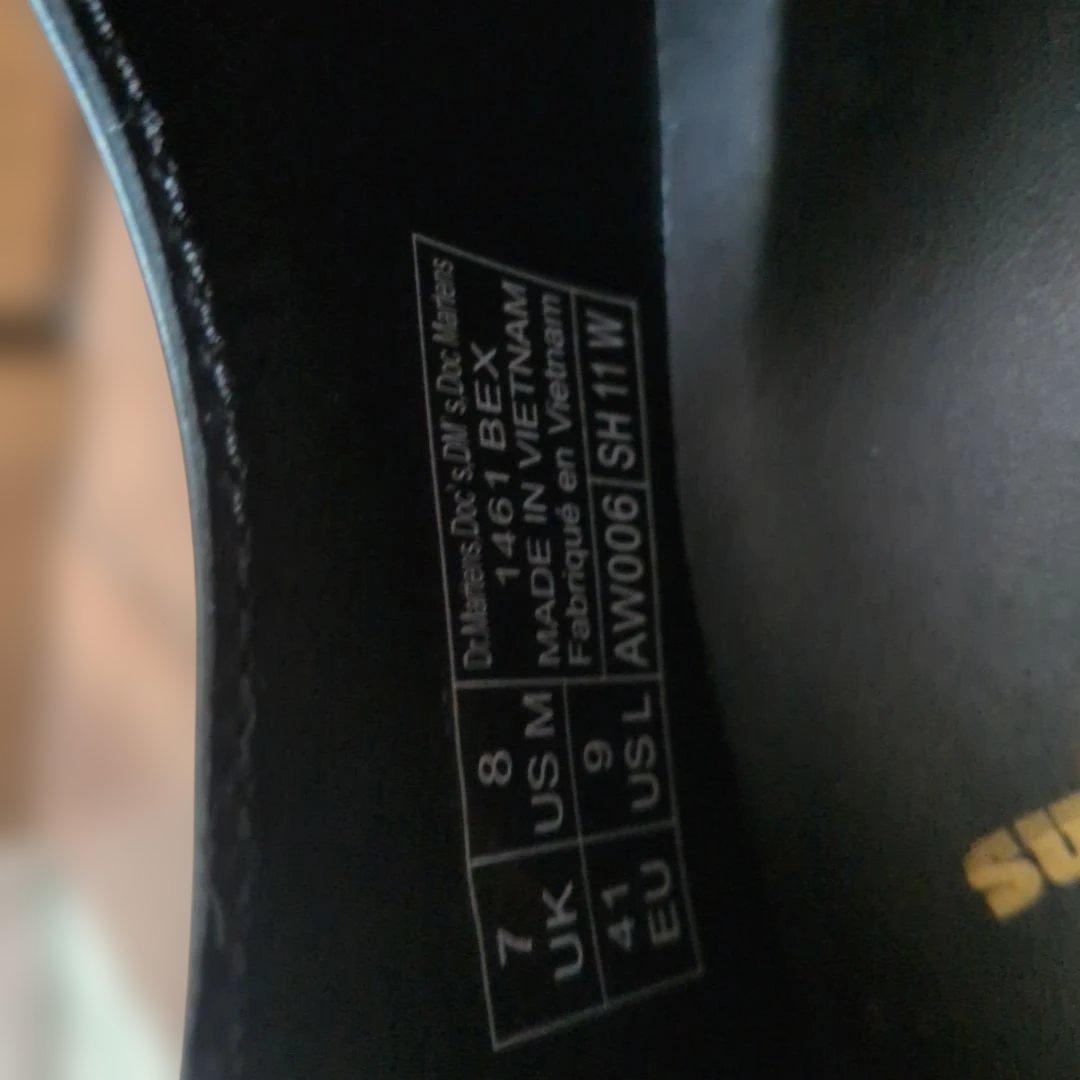 Dr.Martens.Doc's.DM's.Doc Martens
1461 BEX
MADE IN VIETNAM
Fabriqué en Vietnam
AW006 SH 11 W
7
UK
8
US M
41
EU
9
US L